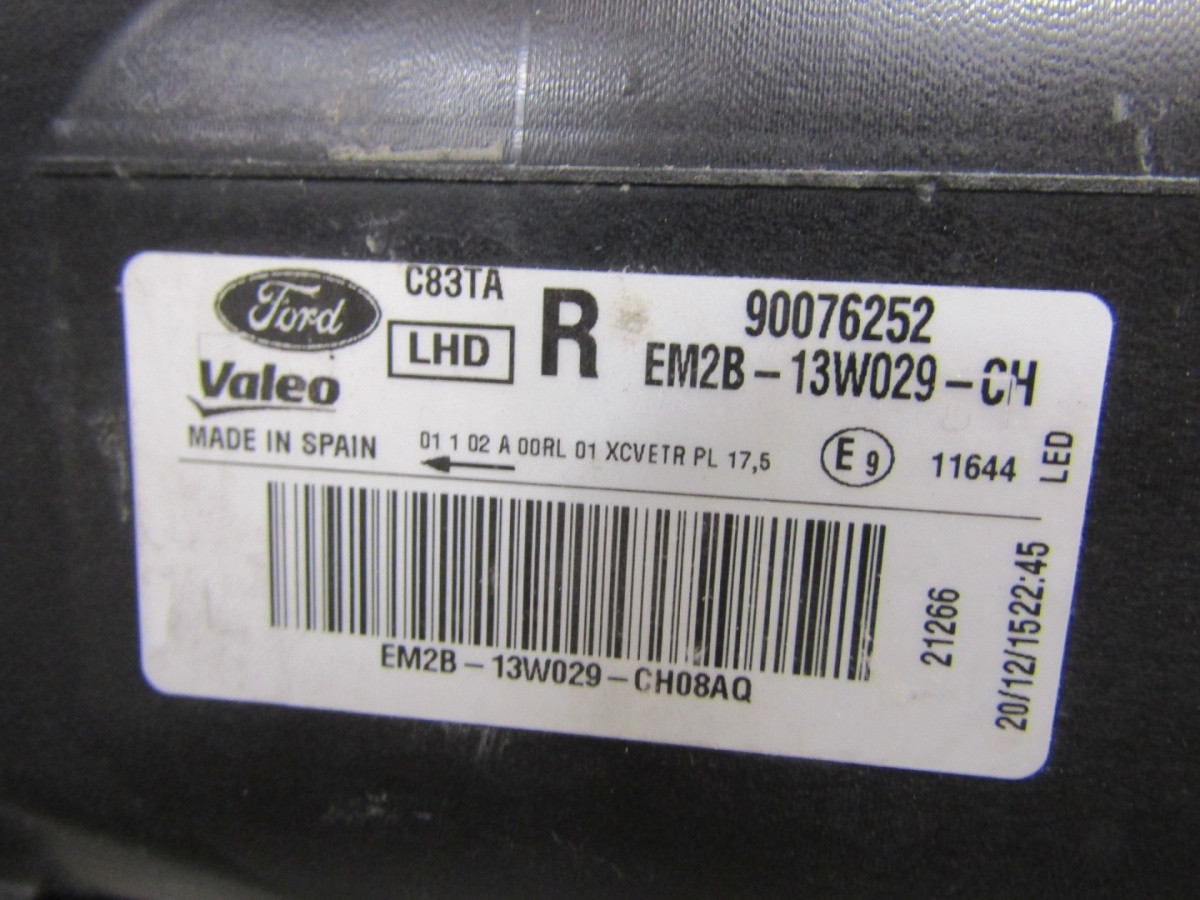 Ford
C83TA
LHD
R
90076252
EM2B-13W029-CH
Valeo
MADE IN SPAIN
01 1 02 A 00RL 01 XCVETR PL 17,5
E9
11644
LED
EM2B-13W029-CH08AQ
21266
20/12/1522:45